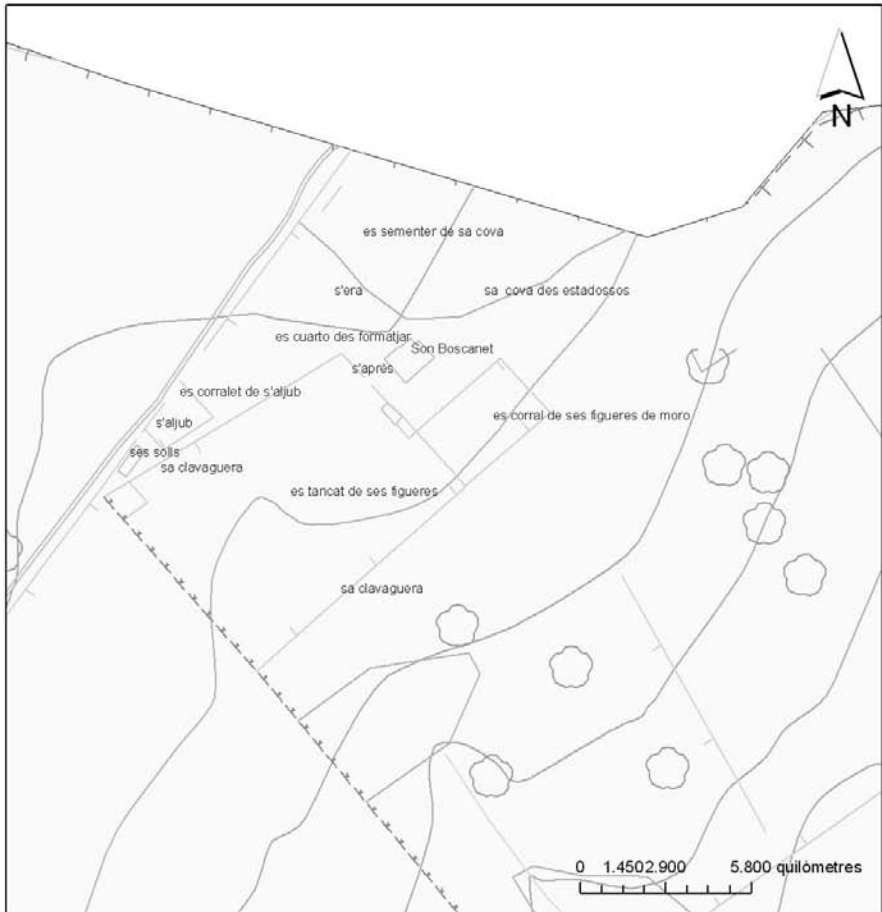 N
es sementer de sa cova
s'era
sa cova des estadossos
es cuarto des formatjar
Son Boscanet
s'aprés
es corralet de s'aljub
es corral de ses figueres de moro
s'aljub
ses solls
sa clavaguera
es tancat de ses figueres
sa clavaguera
0 1.450 2.900 5.800 quilòmetres